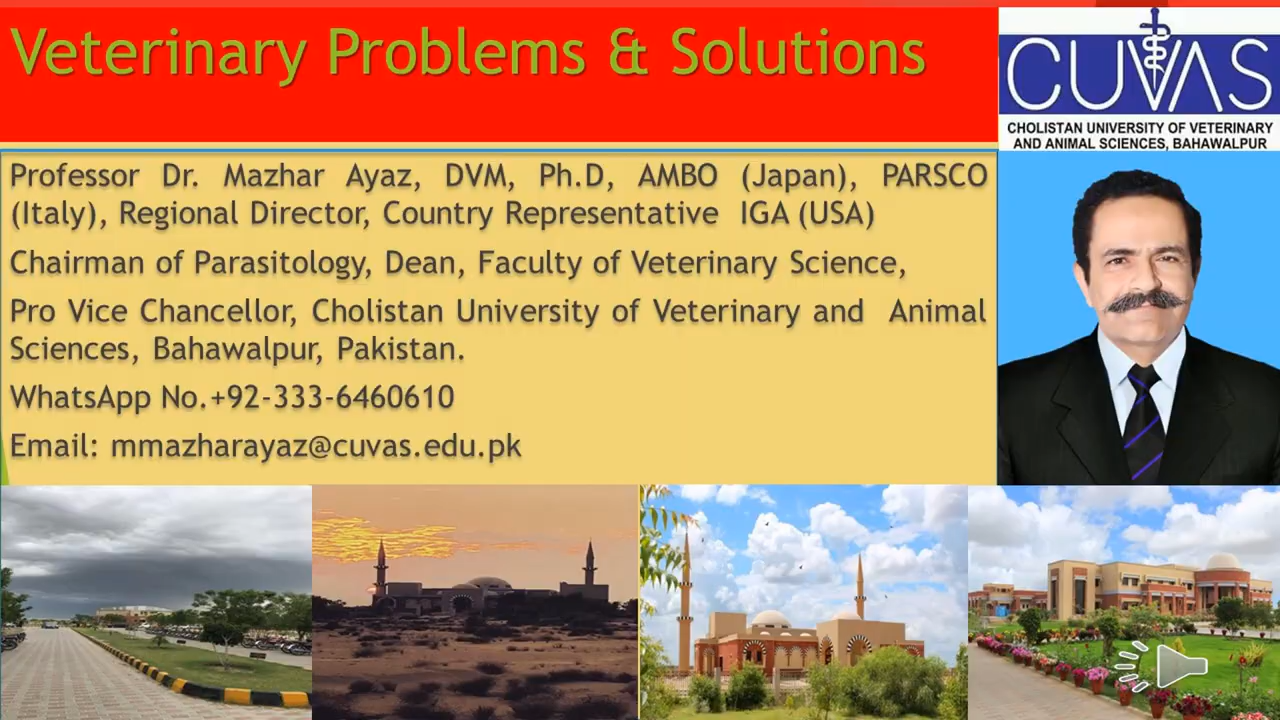 Veterinary Problems & Solutions
CUVAS
CHOLISTAN UNIVERSITY OF VETERINARY
AND ANIMAL SCIENCES, BAHAWALPUR
Professor Dr. Mazhar Ayaz, DVM, Ph.D, AMBO (Japan), PARSCO
(Italy), Regional Director, Country Representative IGA (USA)
Chairman of Parasitology, Dean, Faculty of Veterinary Science,
Pro Vice Chancellor, Cholistan University of Veterinary and Animal
Sciences, Bahawalpur, Pakistan.
WhatsApp No.+92-333-6460610
Email: mmazharayaz@cuvas.edu.pk